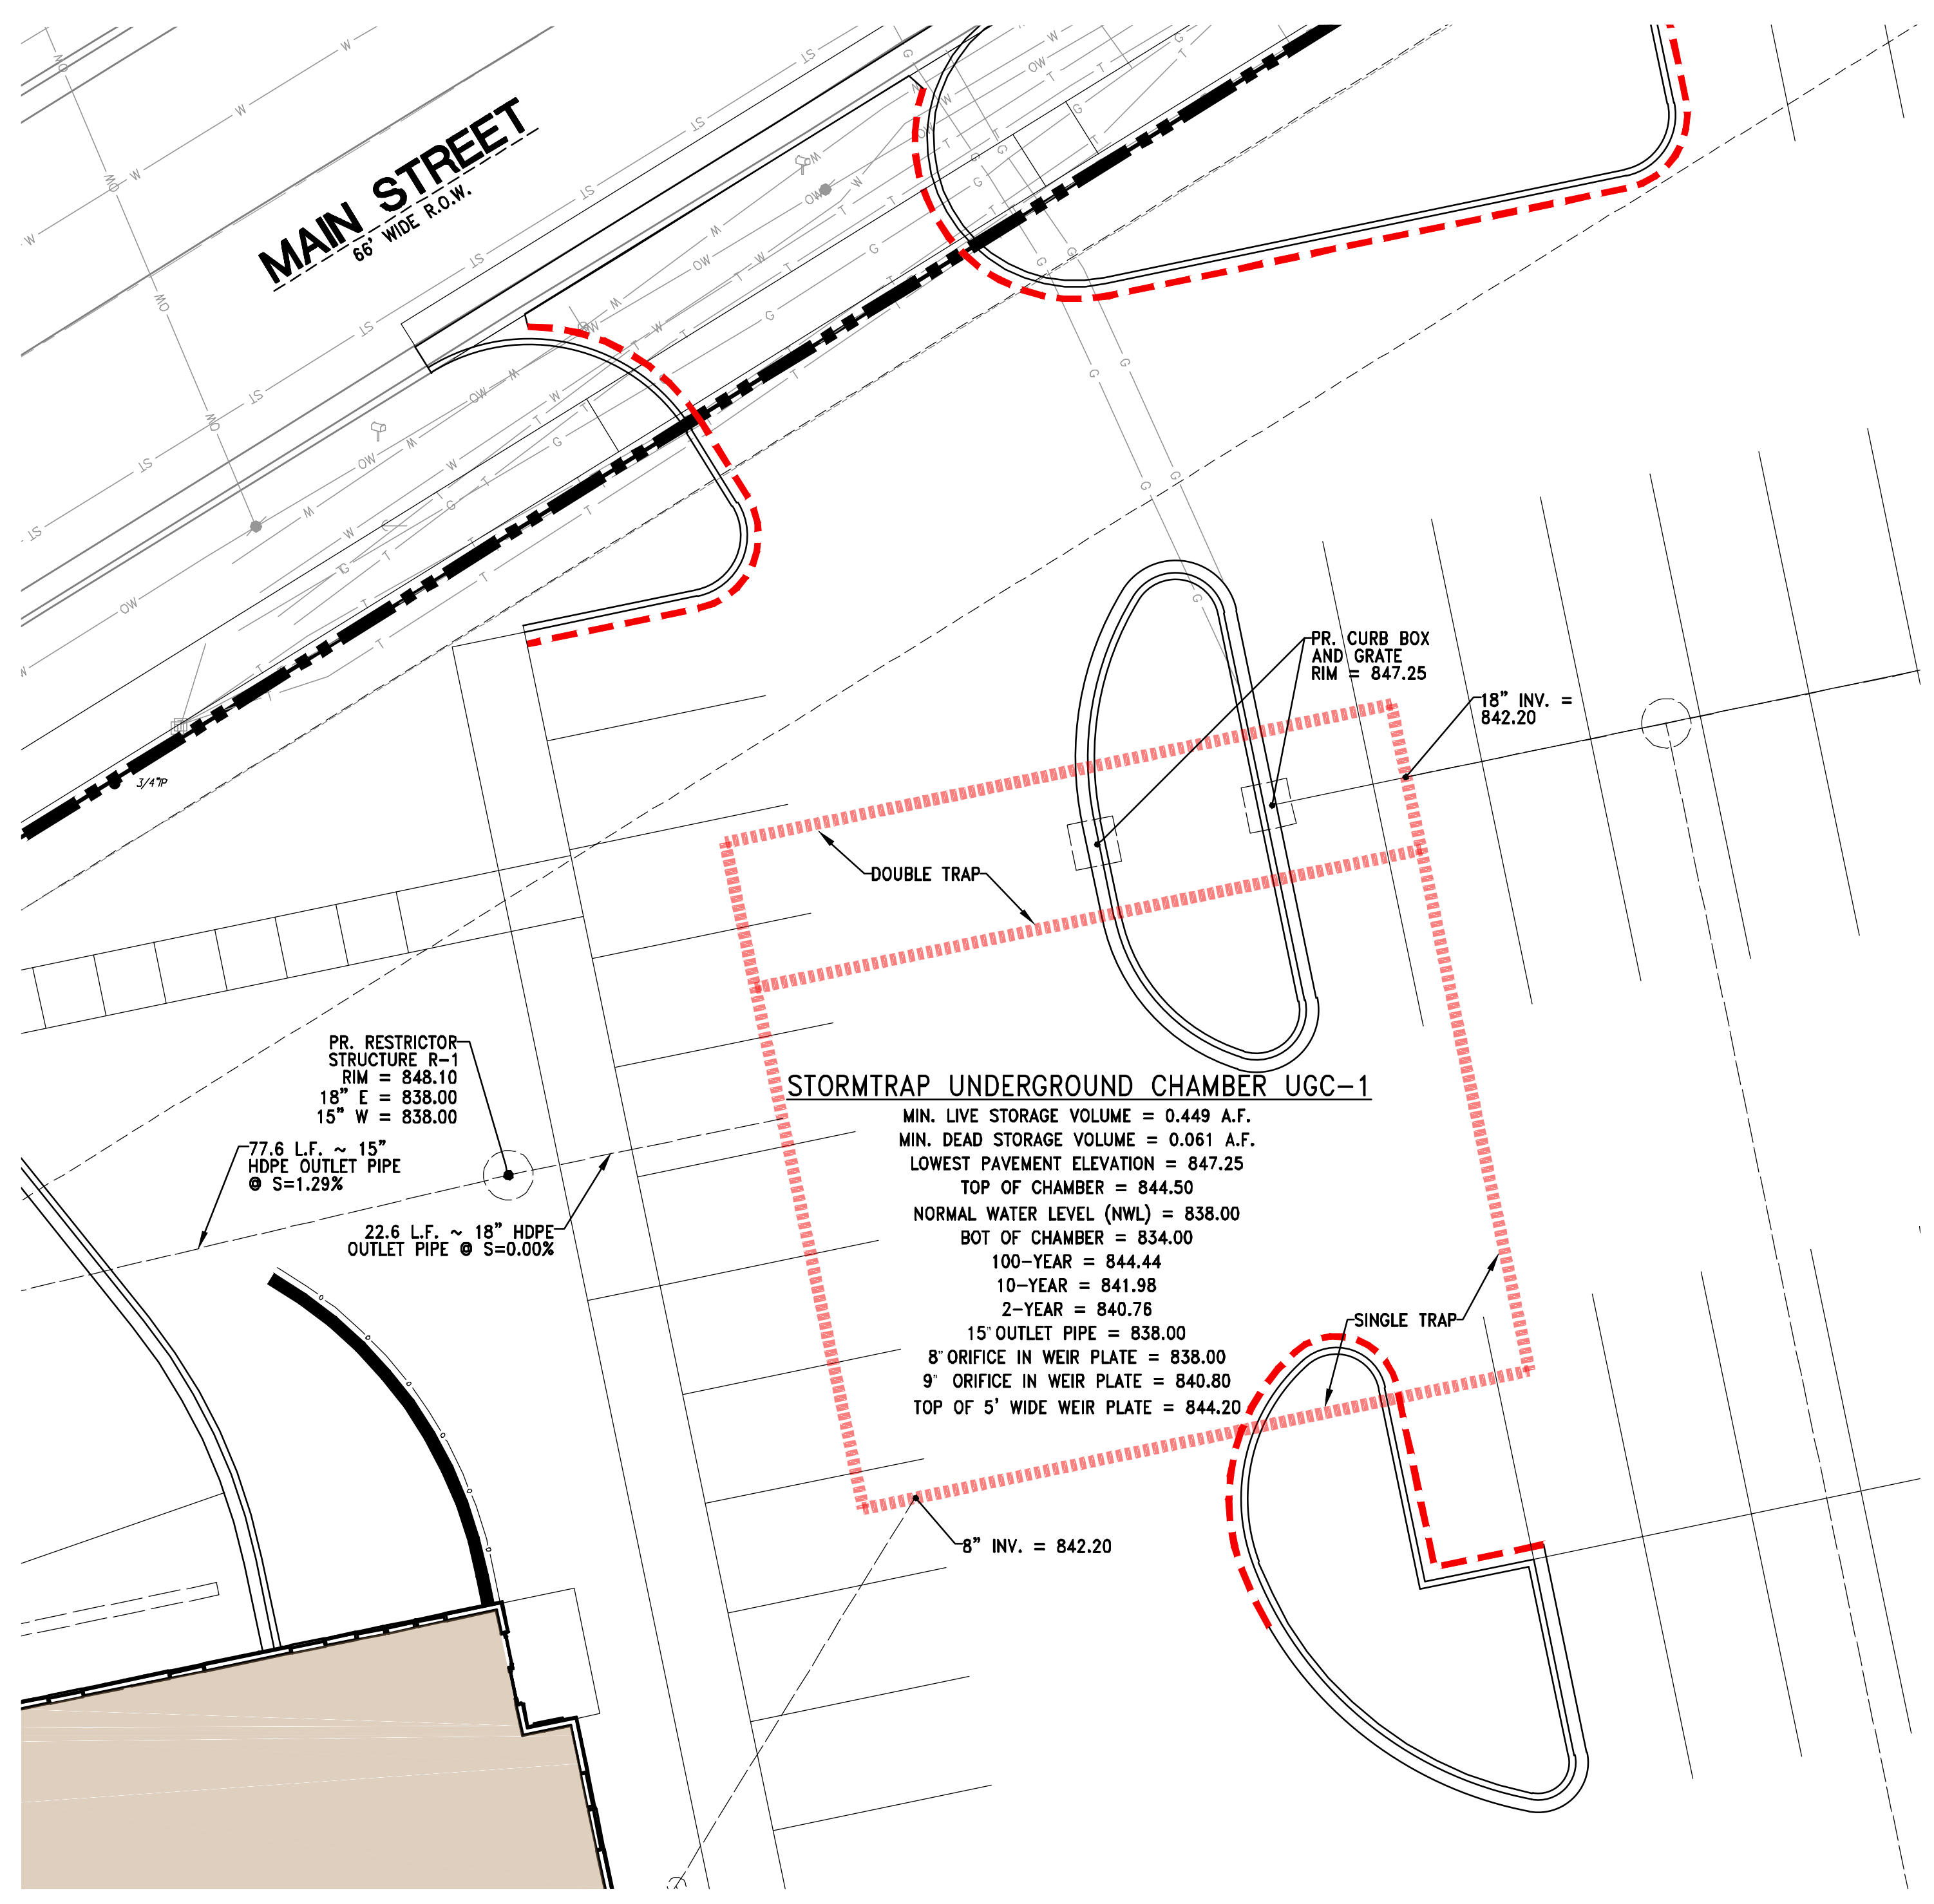 MAIN STREET
66' WIDE R.O.W.
3/4"IP
PR. CURB BOX
AND GRATE
RIM = 847.25
18" INV. =
842.20
DOUBLE TRAP
PR. RESTRICTOR
STRUCTURE R-1
RIM = 848.10
18" E = 838.00
15" W = 838.00
77.6 L.F. ~ 15"
HDPE OUTLET PIPE
@ S=1.29%
22.6 L.F. ~ 18" HDPE
OUTLET PIPE @ S=0.00%
STORMTRAP UNDERGROUND CHAMBER UGC-1
MIN. LIVE STORAGE VOLUME = 0.449 A.F.
MIN. DEAD STORAGE VOLUME = 0.061 A.F.
LOWEST PAVEMENT ELEVATION = 847.25
TOP OF CHAMBER = 844.50
NORMAL WATER LEVEL (NWL) = 838.00
BOT OF CHAMBER = 834.00
100-YEAR = 844.44
10-YEAR = 841.98
2-YEAR = 840.76
15" OUTLET PIPE = 838.00
8" ORIFICE IN WEIR PLATE = 838.00
9" ORIFICE IN WEIR PLATE = 840.80
TOP OF 5' WIDE WEIR PLATE = 844.20
SINGLE TRAP
8" INV. = 842.20